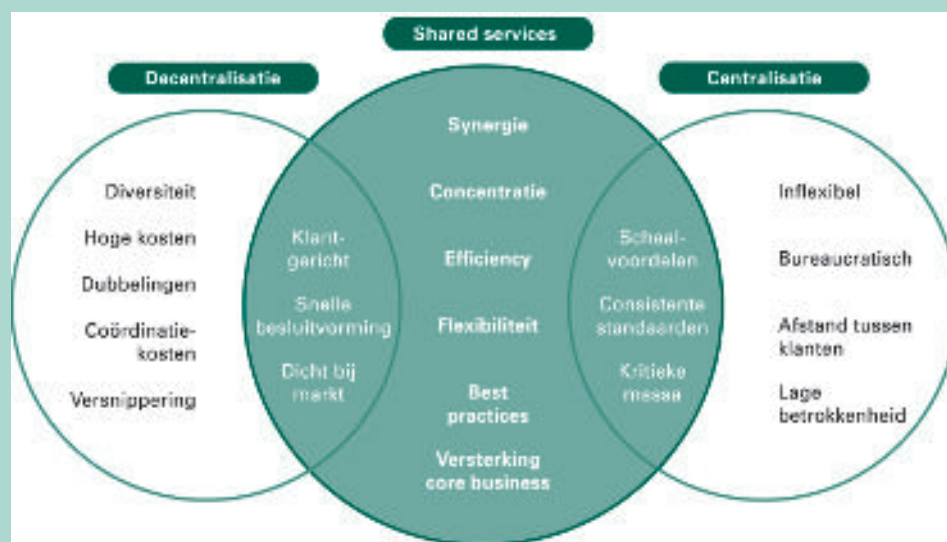 Shared services
Decentralisatie
Centralisatie
Synergie
Concentratie
Efficiency
Flexibiliteit
Best
practices
Versterking
core business
Diversiteit
Hoge kosten
Dubbelingen
Coördinatie-
kosten
Versnippering
Klant-
gericht
Snelle
besluitvorming
Dicht bij
markt
Schaal-
voordelen
Consistente
standaarden
Kritieke
massa
Inflexibel
Bureaucratisch
Afstand tussen
klanten
Lage
betrokkenheid